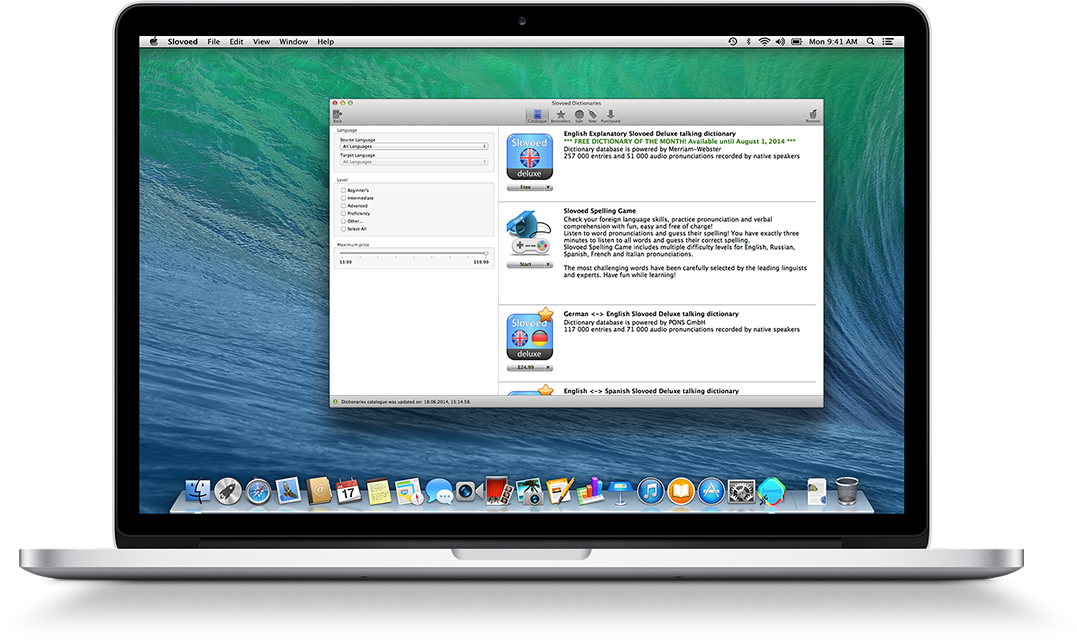 Slovoed File Edit View Window Help Mon 9:41 AM
Slovoed Dictionaries
Back Catalogue Bestsellers Sale New Purchased Restore
Language
Source Language
All Languages
Target Language
All Languages
Level
Beginner's
Intermediate
Advanced
Proficiency
Other...
Select All
Maximum price
$3.99 $59.99
Slovoed
deluxe
Free
English Explanatory Slovoed Deluxe talking dictionary
*** FREE DICTIONARY OF THE MONTH! Available until August 1, 2014 ***
Dictionary database is powered by Merriam-Webster
257 000 entries and 51 000 audio pronunciations recorded by native speakers
Start
Slovoed Spelling Game
Check your foreign language skills, practice pronunciation and verbal
comprehension with fun, easy and free of charge!
Listen to word pronunciations and guess their spelling! You have exactly three
minutes to listen to all words and guess their correct spelling.
Slovoed Spelling Game includes multiple difficulty levels for English, Russian,
Spanish, French and Italian pronunciations.
The most challenging words have been carefully selected by the leading linguists
and experts. Have fun while learning!
Slovoed
deluxe
$24.99
German <-> English Slovoed Deluxe talking dictionary
Dictionary database is powered by PONS GmbH
117 000 entries and 71 000 audio pronunciations recorded by native speakers
English <-> Spanish Slovoed Deluxe talking dictionary
Dictionaries catalogue was updated on: 18.06.2014, 15:14:58.
17